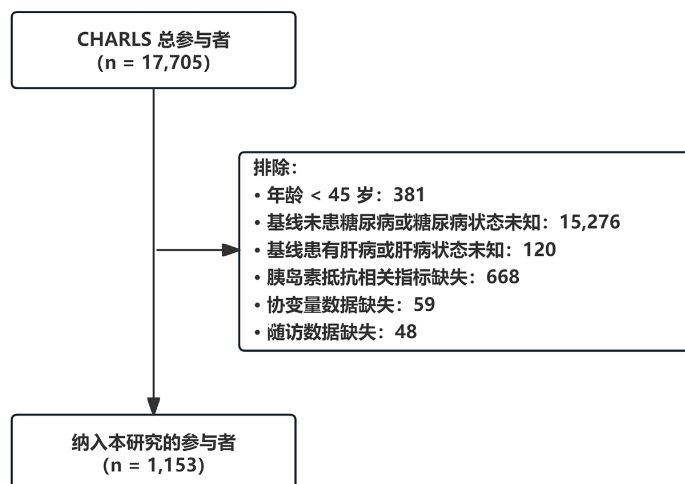 CHARLS 总参与者
(n = 17,705)
排除：
• 年龄 < 45 岁：381
• 基线未患糖尿病或糖尿病状态未知：15,276
• 基线患有肝病或肝病状态未知：120
• 胰岛素抵抗相关指标缺失：668
• 协变量数据缺失：59
• 随访数据缺失：48
纳入本研究的参与者
(n = 1,153)